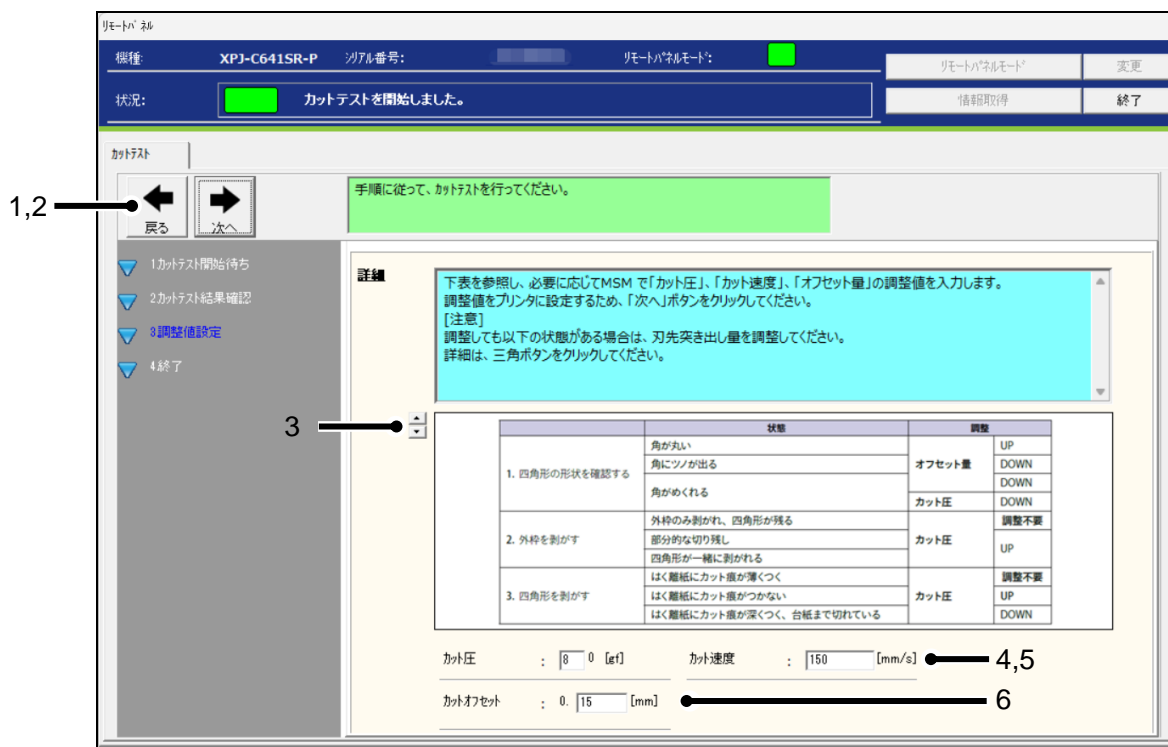 リモートパネル
機種: XPJ-C641SR-P シリアル番号: リモートパネルモード: リモートパネルモード 変更
状況: カットテストを開始しました。 情報取得 終了
カットテスト
1,2
戻る 次へ
手順に従って、カットテストを行ってください。
1カットテスト開始待ち
2カットテスト結果確認
3調整値設定
4終了
詳細
下表を参照し、必要に応じてMSM で「カット圧」、「カット速度」、「オフセット量」の調整値を入力します。
調整値をプリンタに設定するため、「次へ」ボタンをクリックしてください。
[注意]
調整しても以下の状態がある場合は、刃先突き出し量を調整してください。
詳細は、三角ボタンをクリックしてください。
3
状態 調整
1. 四角形の形状を確認する 角が丸い オフセット量 UP
角にツノが出る DOWN
角がめくれる DOWN
カット圧 DOWN
2. 外枠を剥がす 外枠のみ剥がれ、四角形が残る カット圧 調整不要
部分的な切り残し UP
四角形が一緒に剥がれる
3. 四角形を剥がす はく離紙にカット痕が薄くつく カット圧 調整不要
はく離紙にカット痕がつかない UP
はく離紙にカット痕が深くつく、台紙まで切れている DOWN
カット圧 : 8 0 [gf] カット速度 : 150 [mm/s] 4,5
カットオフセット : 0. 15 [mm] 6